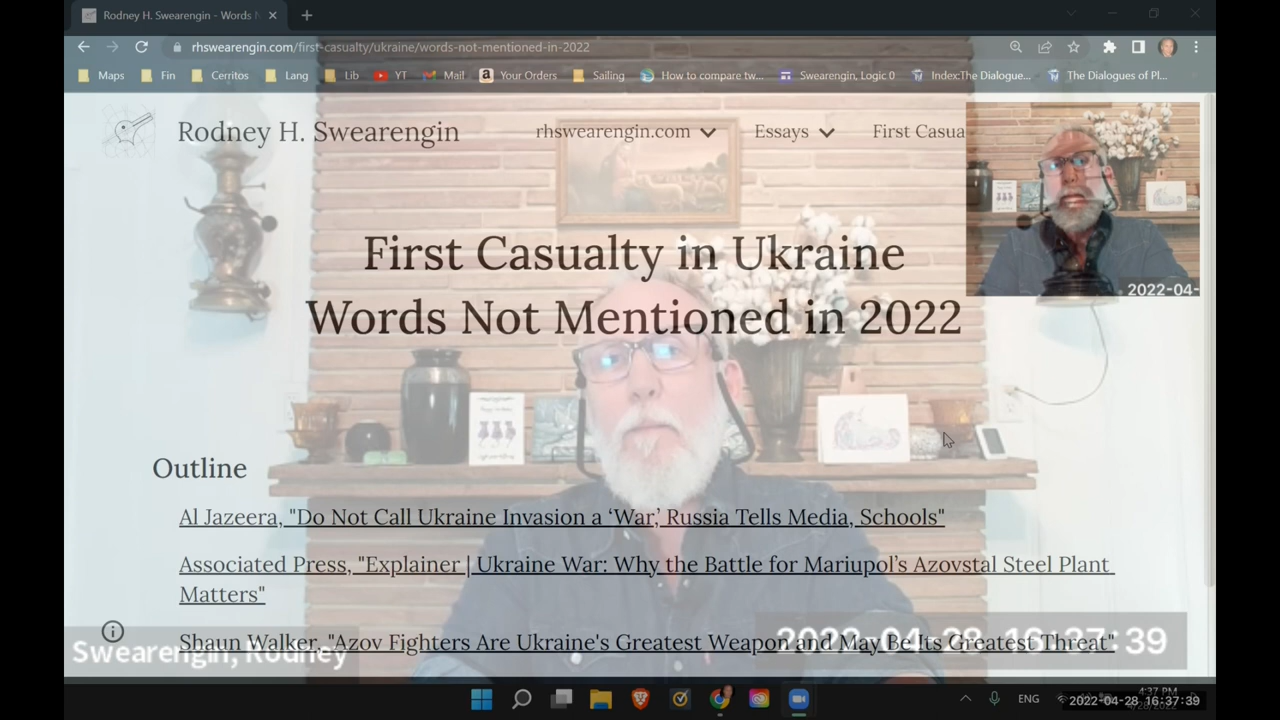 Rodney H. Swearengin - Words N
rhswearengin.com/first-casualty/ukraine/words-not-mentioned-in-2022
Maps Fin Cerritos Lang Lib YT Mail Your Orders Sailing How to compare tw... Swearengin, Logic 0 Index:The Dialogue... The Dialogues of Pl...
Rodney H. Swearengin rhswearengin.com Essays First Casua
2022-04-
First Casualty in Ukraine
Words Not Mentioned in 2022
Outline
Al Jazeera, "Do Not Call Ukraine Invasion a ‘War,’ Russia Tells Media, Schools"
Associated Press, "Explainer | Ukraine War: Why the Battle for Mariupol’s Azovstal Steel Plant
Matters"
Shaun Walker, "Azov Fighters Are Ukraine's Greatest Weapon and May Be Its Greatest Threat"
2022-04-28 16:37:39
Swearengin, Rodney
ENG
4:37 PM
2022-04-28 16:37:39